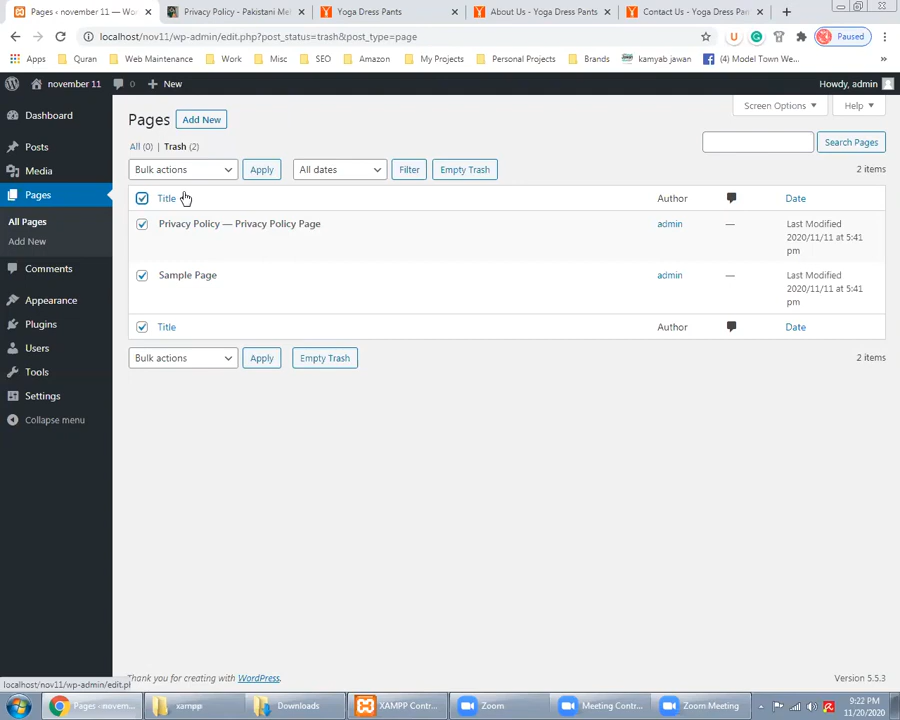 Pages ‹ november 11 — Wo
Privacy Policy - Pakistani Me
Yoga Dress Pants
About Us - Yoga Dress Pants
Contact Us - Yoga Dress Pan
localhost/nov11/wp-admin/edit.php?post_status=trash&post_type=page
Paused
Apps
Quran
Web Maintenance
Work
Misc
SEO
Amazon
My Projects
Personal Projects
Brands
kamyab jawan
(4) Model Town We...
november 11
0
New
Howdy, admin
Dashboard
Posts
Media
Pages
All Pages
Add New
Comments
Appearance
Plugins
Users
Tools
Settings
Collapse menu
Screen Options
Help
Pages
Add New
All (0) | Trash (2)
Search Pages
Bulk actions
Apply
All dates
Filter
Empty Trash
2 items
Title
Author
Date
Privacy Policy — Privacy Policy Page
admin
—
Last Modified
2020/11/11 at 5:41
pm
Sample Page
admin
—
Last Modified
2020/11/11 at 5:41
pm
Title
Author
Date
Bulk actions
Apply
Empty Trash
2 items
Thank you for creating with WordPress.
Version 5.5.3
localhost/nov11/wp-admin/edit.ph
Pages - novem...
xampp
Downloads
XAMPP Contr...
Zoom
Meeting Contr...
Zoom Meeting
9:22 PM
11/20/2020